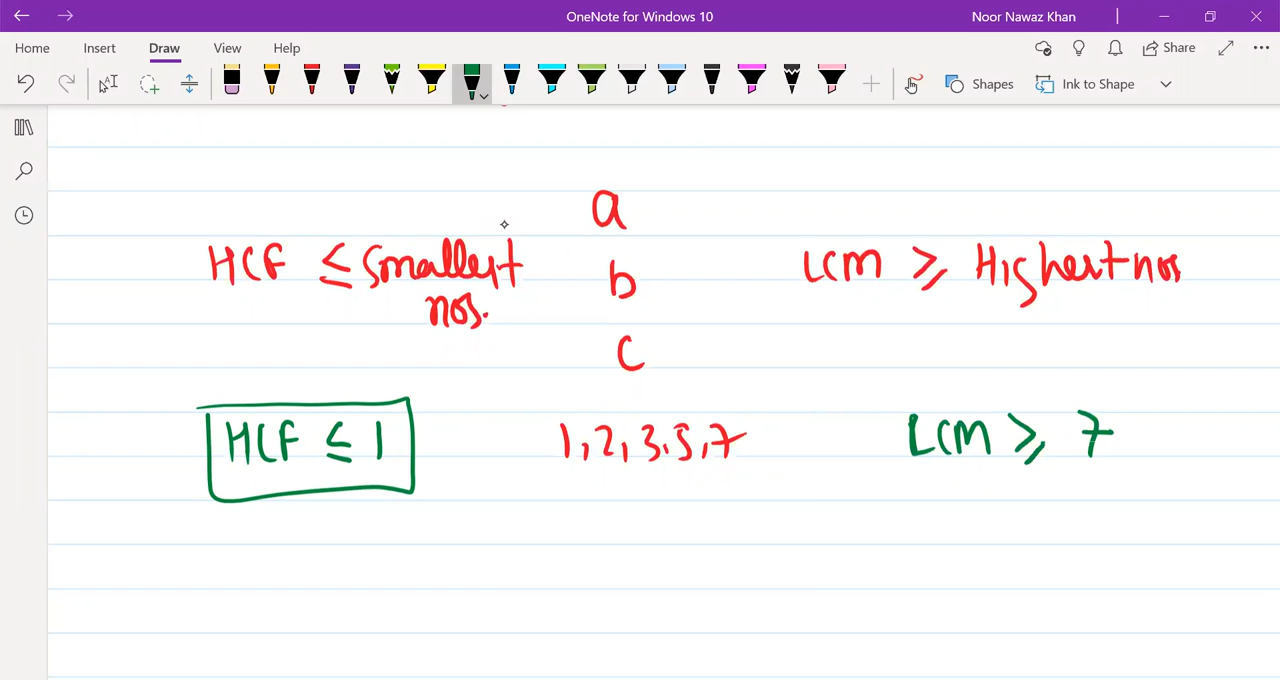 OneNote for Windows 10
Noor Nawaz Khan
Home Insert Draw View Help
Share
Shapes
Ink to Shape
a
HCF ≤ Smallest
nos.
b
LCM ≥ Highest nos
c
HCF ≤ 1
1, 2, 3, 5, 7
LCM ≥ 7